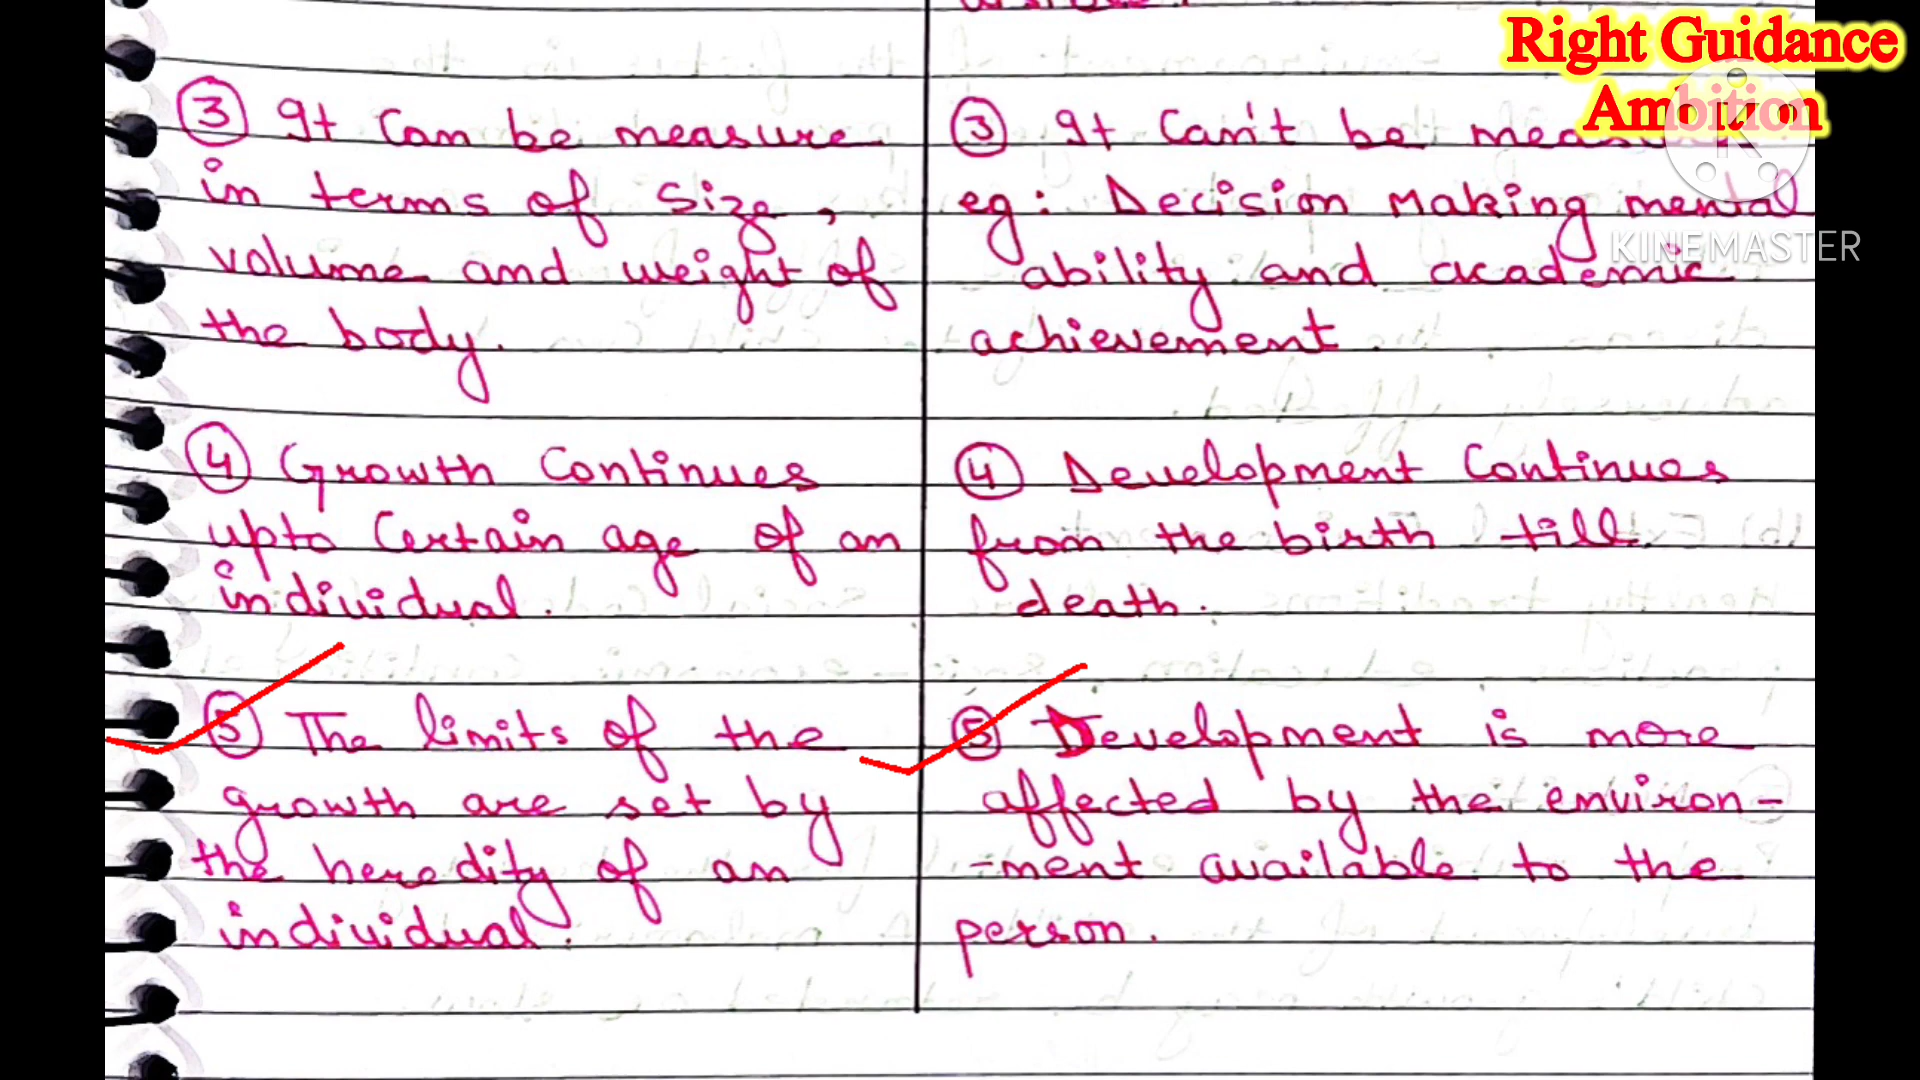 Right Guidance
Ambition
KINEMASTER
③ It Can be measure
in terms of size,
volume and weight of
the body.
④ Growth Continues
upto Certain age of an
individual.
⑤ The limits of the
growth are set by
the heredity of an
individual.
③ It Can't be
eg: Decision Making mental
ability and academic
achievement.
④ Development Continues
from the birth till
death.
⑤ Development is more
affected by the environ-
-ment available to the
person.